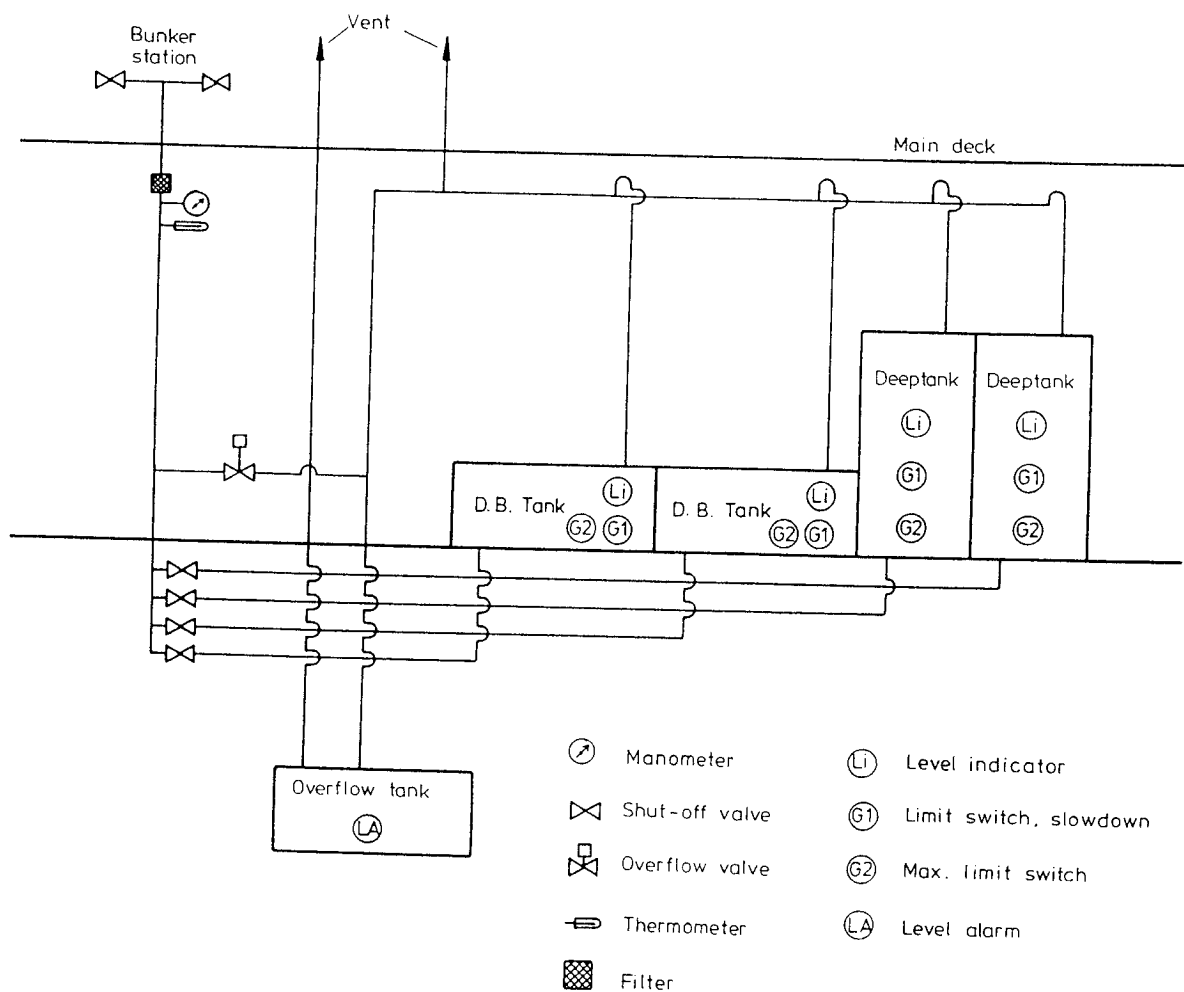 Vent
Bunker
station
Main deck
Deeptank
Deeptank
Li
Li
G1
G1
G2
G2
D.B. Tank
Li
G2
G1
D.B. Tank
Li
G2
G1
Overflow tank
LA
Manometer
Shut-off valve
Overflow valve
Thermometer
Filter
Li
Level indicator
G1
Limit switch, slowdown
G2
Max. limit switch
LA
Level alarm